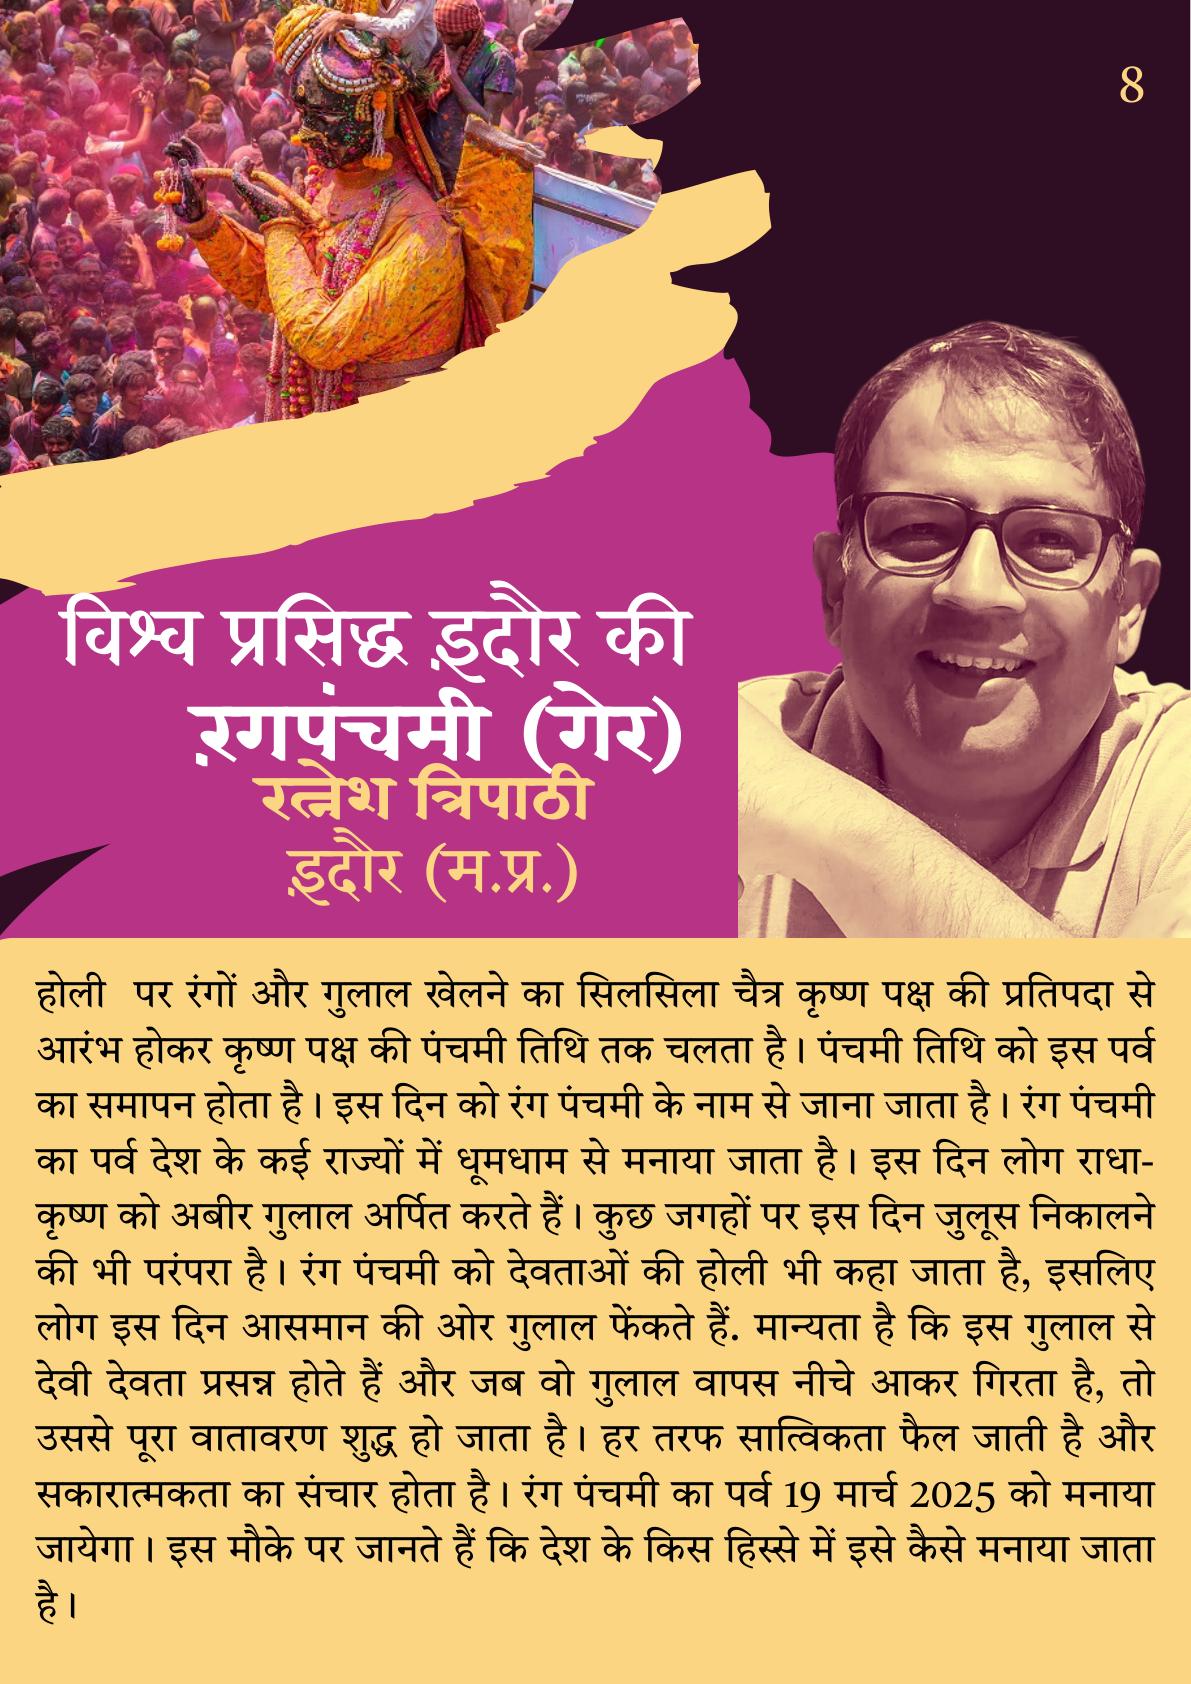 8
विश्व प्रसिद्ध इंदौर की
रंगपंचमी (गेर)
रत्नेश त्रिपाठी
इंदौर (म.प्र.)
होली पर रंगों और गुलाल खेलने का सिलसिला चैत्र कृष्ण पक्ष की प्रतिपदा से
आरंभ होकर कृष्ण पक्ष की पंचमी तिथि तक चलता है। पंचमी तिथि को इस पर्व
का समापन होता है। इस दिन को रंग पंचमी के नाम से जाना जाता है। रंग पंचमी
का पर्व देश के कई राज्यों में धूमधाम से मनाया जाता है। इस दिन लोग राधा-
कृष्ण को अबीर गुलाल अर्पित करते हैं। कुछ जगहों पर इस दिन जुलूस निकालने
की भी परंपरा है। रंग पंचमी को देवताओं की होली भी कहा जाता है, इसलिए
लोग इस दिन आसमान की ओर गुलाल फेंकते हैं. मान्यता है कि इस गुलाल से
देवी देवता प्रसन्न होते हैं और जब वो गुलाल वापस नीचे आकर गिरता है, तो
उससे पूरा वातावरण शुद्ध हो जाता है। हर तरफ सात्विकता फैल जाती है और
सकारात्मकता का संचार होता है। रंग पंचमी का पर्व 19 मार्च 2025 को मनाया
जायेगा। इस मौके पर जानते हैं कि देश के किस हिस्से में इसे कैसे मनाया जाता
है।